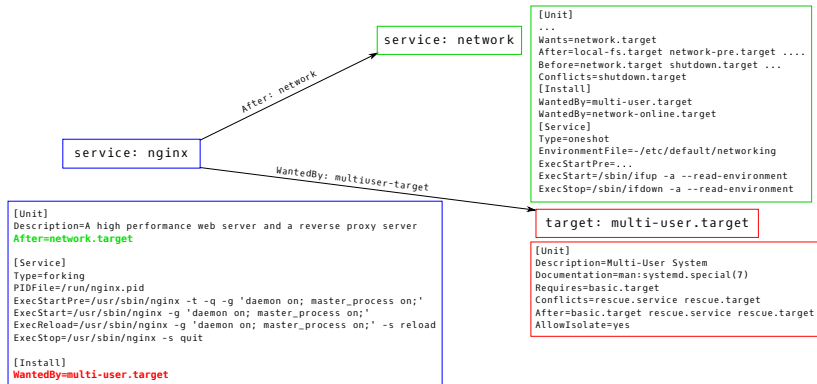 service: network
[Unit]
...
Wants=network.target
After=local-fs.target network-pre.target ....
Before=network.target shutdown.target ...
Conflicts=shutdown.target
[Install]
WantedBy=multi-user.target
WantedBy=network-online.target
[Service]
Type=oneshot
EnvironmentFile=-/etc/default/networking
ExecStartPre=...
ExecStart=/sbin/ifup -a --read-environment
ExecStop=/sbin/ifdown -a --read-environment
After: network
service: nginx
WantedBy: multiuser-target
[Unit]
Description=A high performance web server and a reverse proxy server
After=network.target
[Service]
Type=forking
PIDFile=/run/nginx.pid
ExecStartPre=/usr/sbin/nginx -t -q -g 'daemon on; master_process on;'
ExecStart=/usr/sbin/nginx -g 'daemon on; master_process on;'
ExecReload=/usr/sbin/nginx -g 'daemon on; master_process on;' -s reload
ExecStop=/usr/sbin/nginx -s quit
[Install]
WantedBy=multi-user.target
target: multi-user.target
[Unit]
Description=Multi-User System
Documentation=man:systemd.special(7)
Requires=basic.target
Conflicts=rescue.service rescue.target
After=basic.target rescue.service rescue.target
AllowIsolate=yes